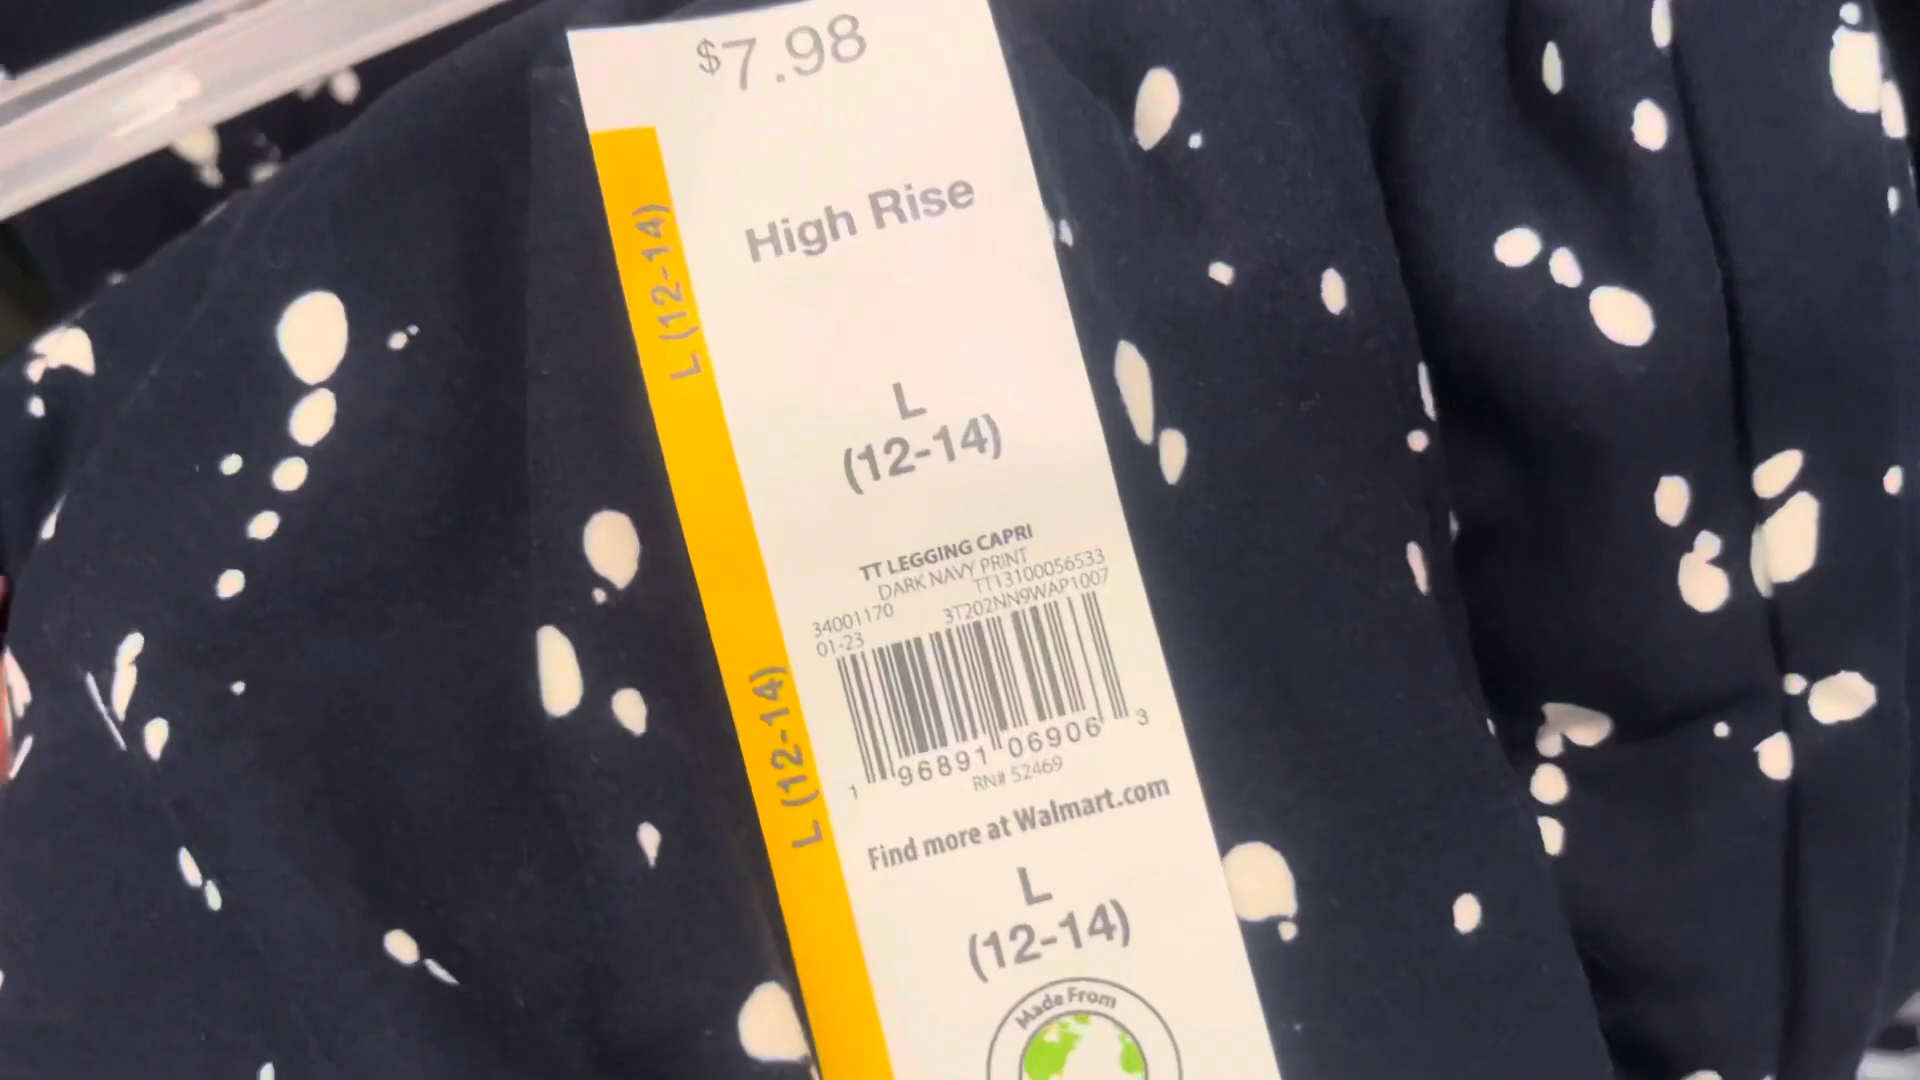 $7.98
High Rise
L (12-14)
L
(12-14)
TT LEGGING CAPRI
DARK NAVY PRINT
34001170 TT13100056533
01-23 3T202NN9WAP1007
1 96891 06906 3
RN# 52469
L (12-14)
Find more at Walmart.com
L
(12-14)
Made From